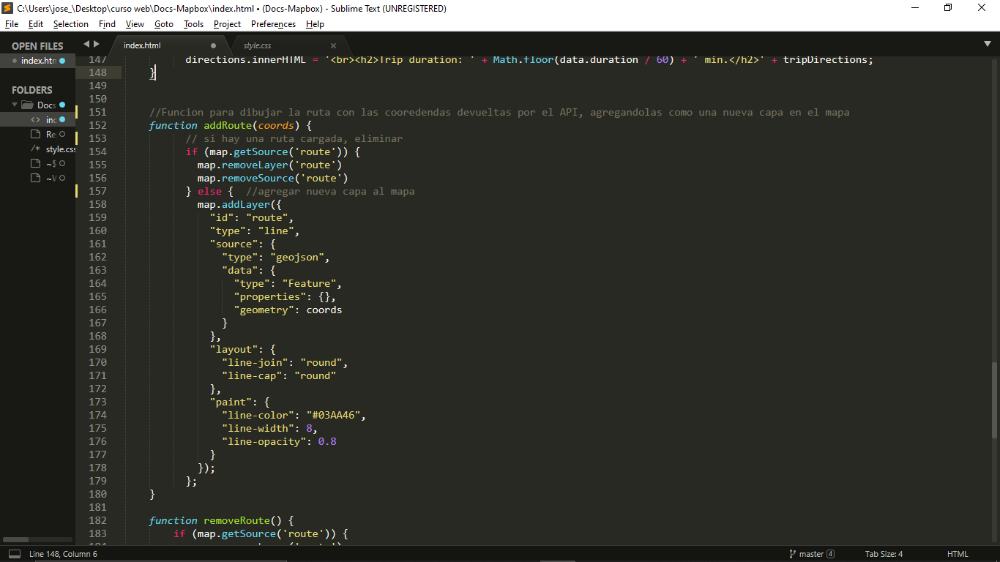 C:\Users\jose_\Desktop\curso web\Docs-Mapbox\index.html • (Docs-Mapbox) - Sublime Text (UNREGISTERED)
File Edit Selection Find View Goto Tools Project Preferences Help
OPEN FILES
index.htm
FOLDERS
Docs
<> inc
Re
/* style.css
~$
~V
index.html
style.css
147 directions.innerHTML = '<br><h2>Trip duration: ' + Math.floor(data.duration / 60) + ' min.</h2>' + tripDirections;
148 }
149
150
151 //Funcion para dibujar la ruta con las cooredendas devueltas por el API, agregandolas como una nueva capa en el mapa
152 function addRoute(coords) {
153 // si hay una ruta cargada, eliminar
154 if (map.getSource('route')) {
155 map.removeLayer('route')
156 map.removeSource('route')
157 } else { //agregar nueva capa al mapa
158 map.addLayer({
159 "id": "route",
160 "type": "line",
161 "source": {
162 "type": "geojson",
163 "data": {
164 "type": "Feature",
165 "properties": {},
166 "geometry": coords
167 }
168 },
169 "layout": {
170 "line-join": "round",
171 "line-cap": "round"
172 },
173 "paint": {
174 "line-color": "#03AA46",
175 "line-width": 8,
176 "line-opacity": 0.8
177 }
178 });
179 };
180 }
181
182 function removeRoute() {
183 if (map.getSource('route')) {
Line 148, Column 6
master 4
Tab Size: 4
HTML